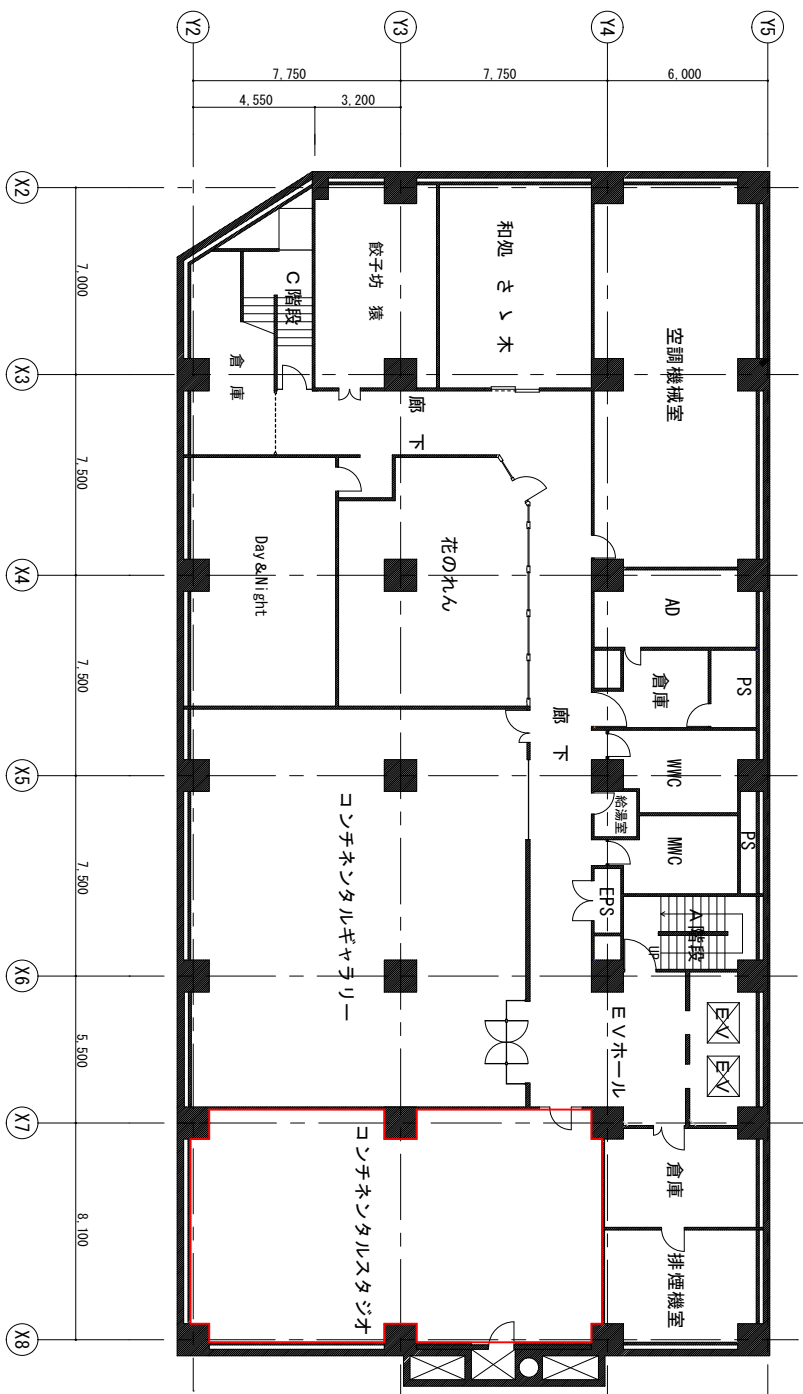 Y2
Y3
Y4
Y5
7,750
7,750
6,000
4,550
3,200
X2
X3
X4
X5
X6
X7
X8
7,000
7,500
7,500
7,500
5,500
8,100
C階段
倉庫
餃子坊 猿
和処 さゝ木
空調機械室
廊下
Day&Night
花のれん
AD
倉庫
PS
廊下
WWC
給湯室
MWC
PS
EPS
A階段
UP
コンチネンタルギャラリー
EVホール
EV
EV
コンチネンタルスタジオ
倉庫
排煙機室